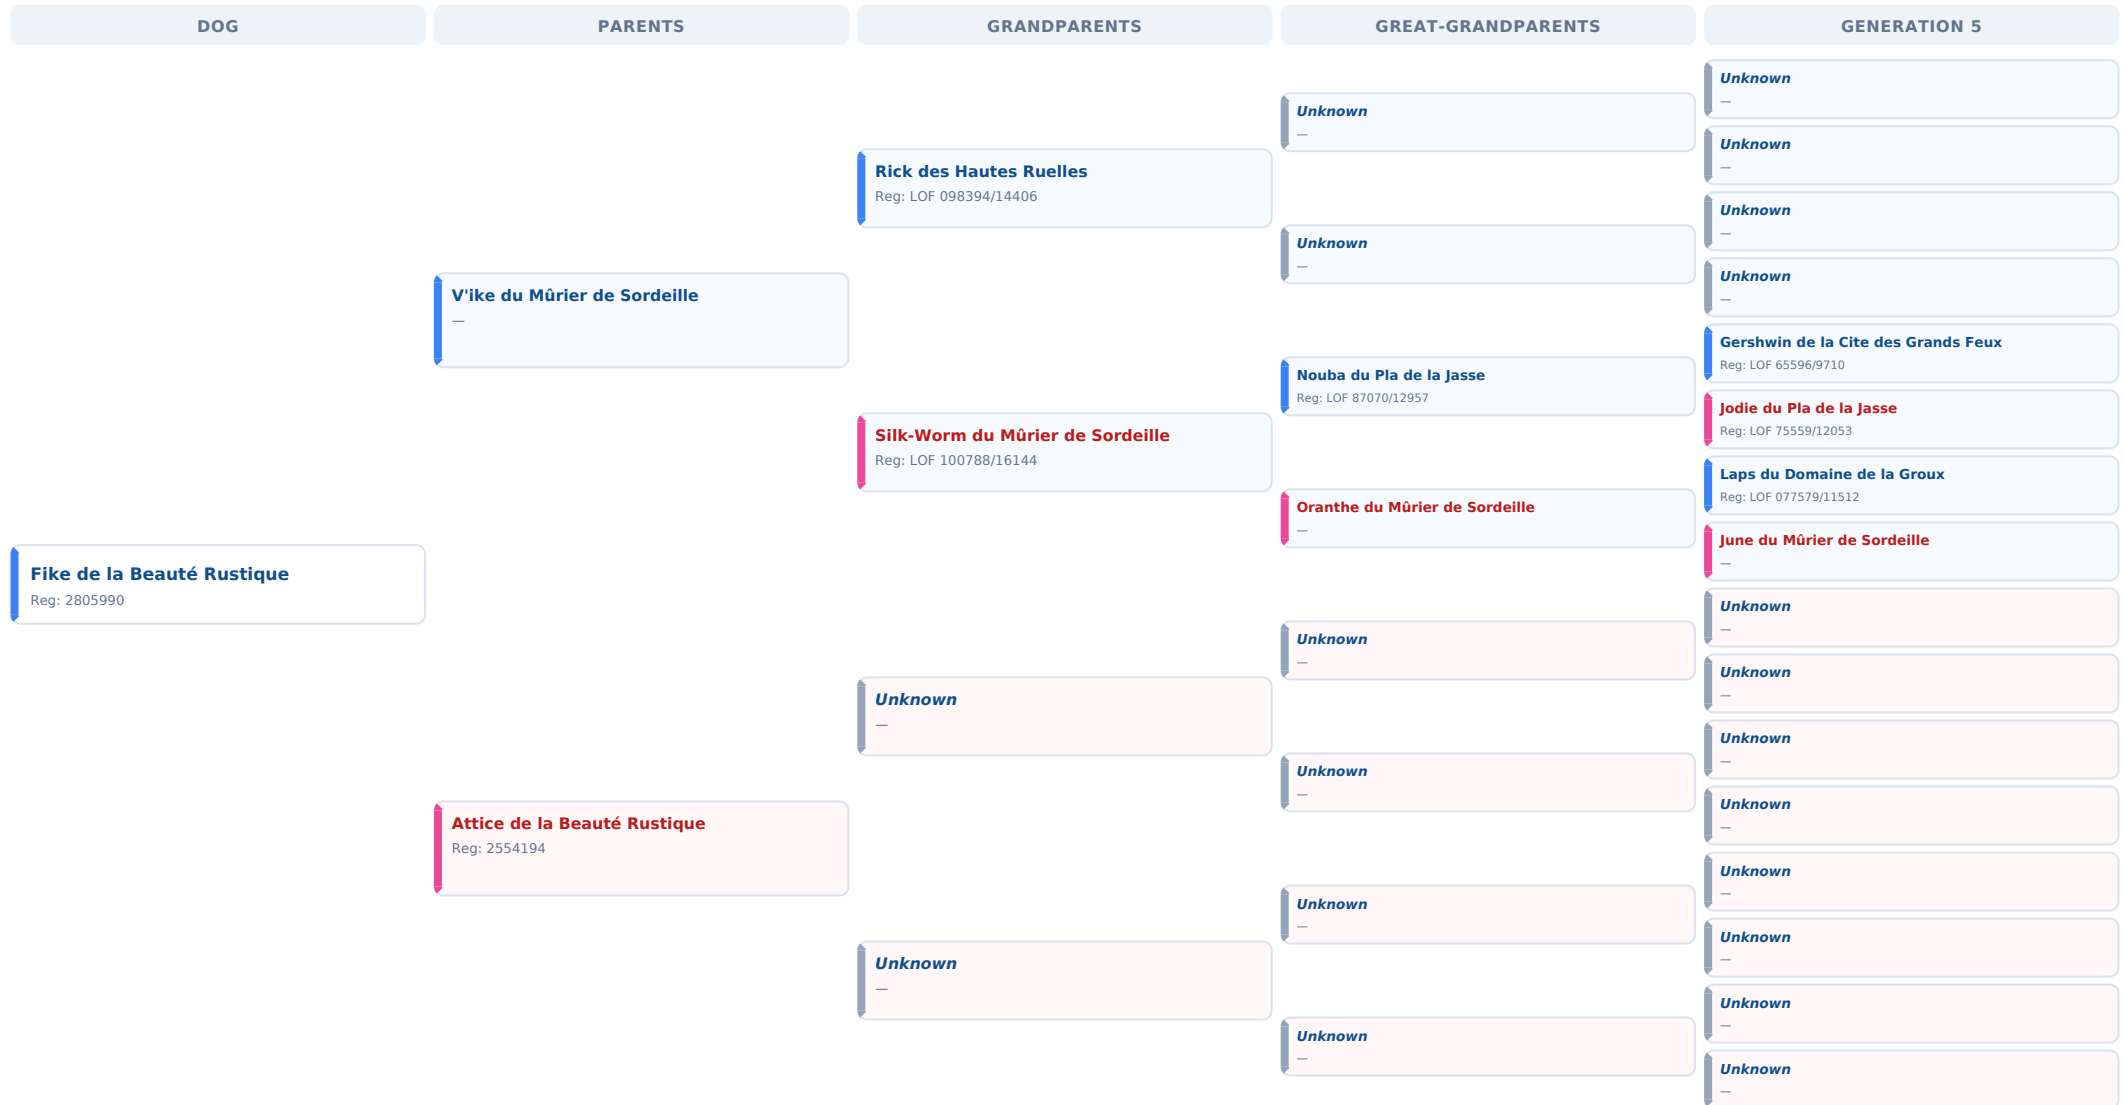 DOG
PARENTS
GRANDPARENTS
GREAT-GRANDPARENTS
GENERATION 5
Fike de la Beauté Rustique
Reg: 2805990
V'ike du Mûrier de Sordeille
—
Attice de la Beauté Rustique
Reg: 2554194
Rick des Hautes Ruelles
Reg: LOF 098394/14406
Silk-Worm du Mûrier de Sordeille
Reg: LOF 100788/16144
Unknown
—
Unknown
—
Unknown
—
Unknown
—
Nouba du Pla de la Jasse
Reg: LOF 87070/12957
Oranthe du Mûrier de Sordeille
—
Unknown
—
Unknown
—
Unknown
—
Unknown
—
Unknown
—
Unknown
—
Unknown
—
Unknown
—
Gershwin de la Cite des Grands Feux
Reg: LOF 65596/9710
Jodie du Pla de la Jasse
Reg: LOF 75559/12053
Laps du Domaine de la Groux
Reg: LOF 077579/11512
June du Mûrier de Sordeille
—
Unknown
—
Unknown
—
Unknown
—
Unknown
—
Unknown
—
Unknown
—
Unknown
—
Unknown
—